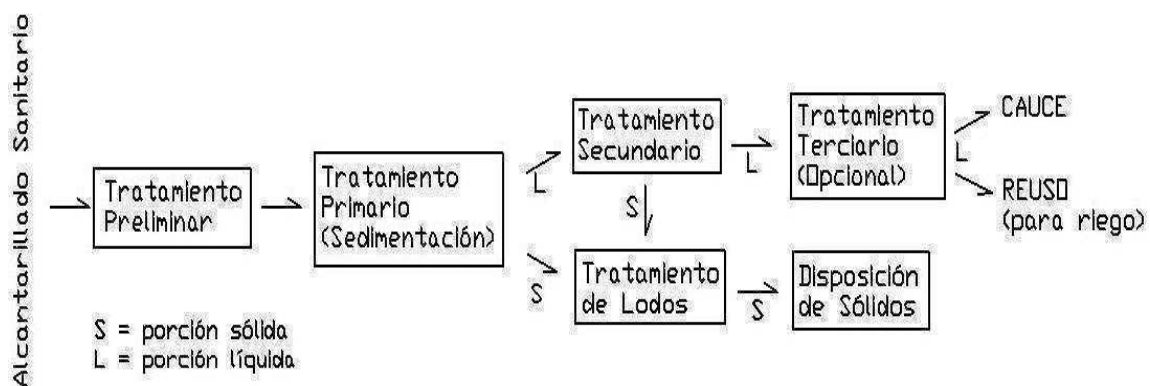 Alcantarillado Sanitario
Tratamiento
Preliminar
Tratamiento
Primario
(Sedimentación)
L
S
Tratamiento
Secundario
S
Tratamiento
de Lodos
L
S
Tratamiento
Terciario
(Opcional)
Disposición
de Sólidos
L
CAUCE
REUSO
(para riego)
S = porción sólida
L = porción líquida